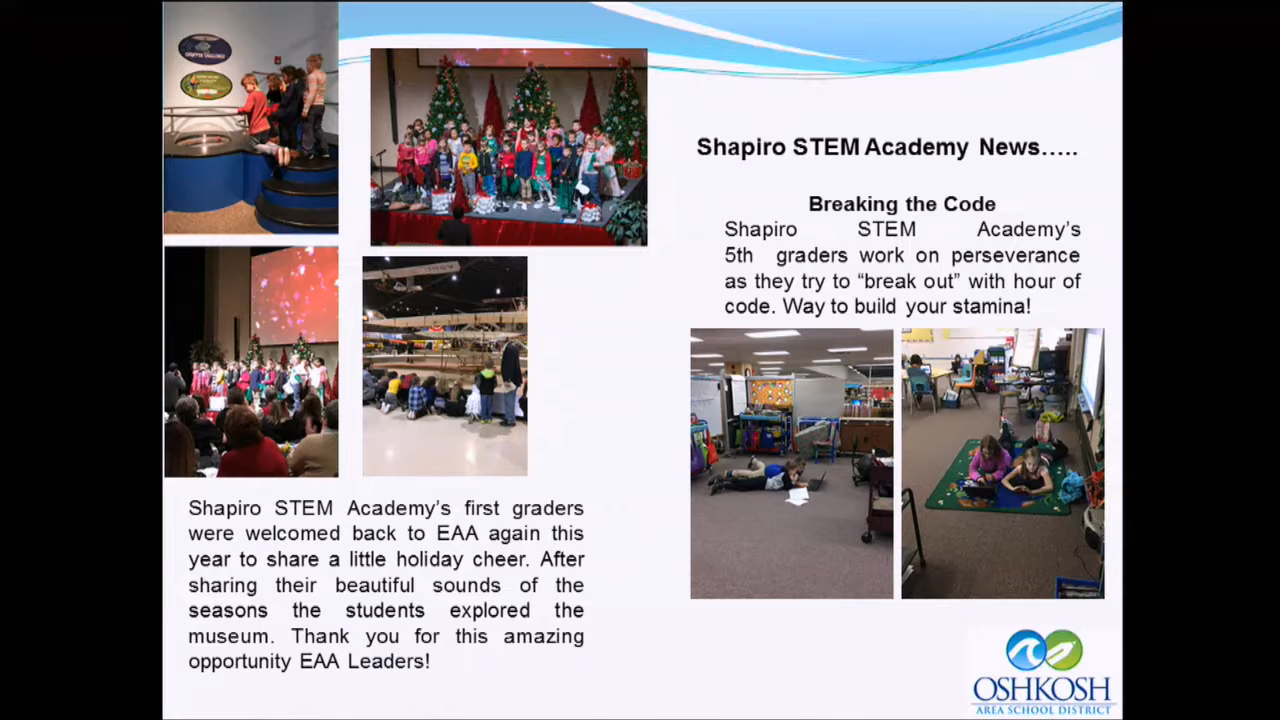 Shapiro STEM Academy News…..
Breaking the Code
Shapiro STEM Academy’s
5th graders work on perseverance
as they try to “break out” with hour of
code. Way to build your stamina!
Shapiro STEM Academy’s first graders
were welcomed back to EAA again this
year to share a little holiday cheer. After
sharing their beautiful sounds of the
seasons the students explored the
museum. Thank you for this amazing
opportunity EAA Leaders!
OSHKOSH
AREA SCHOOL DISTRICT